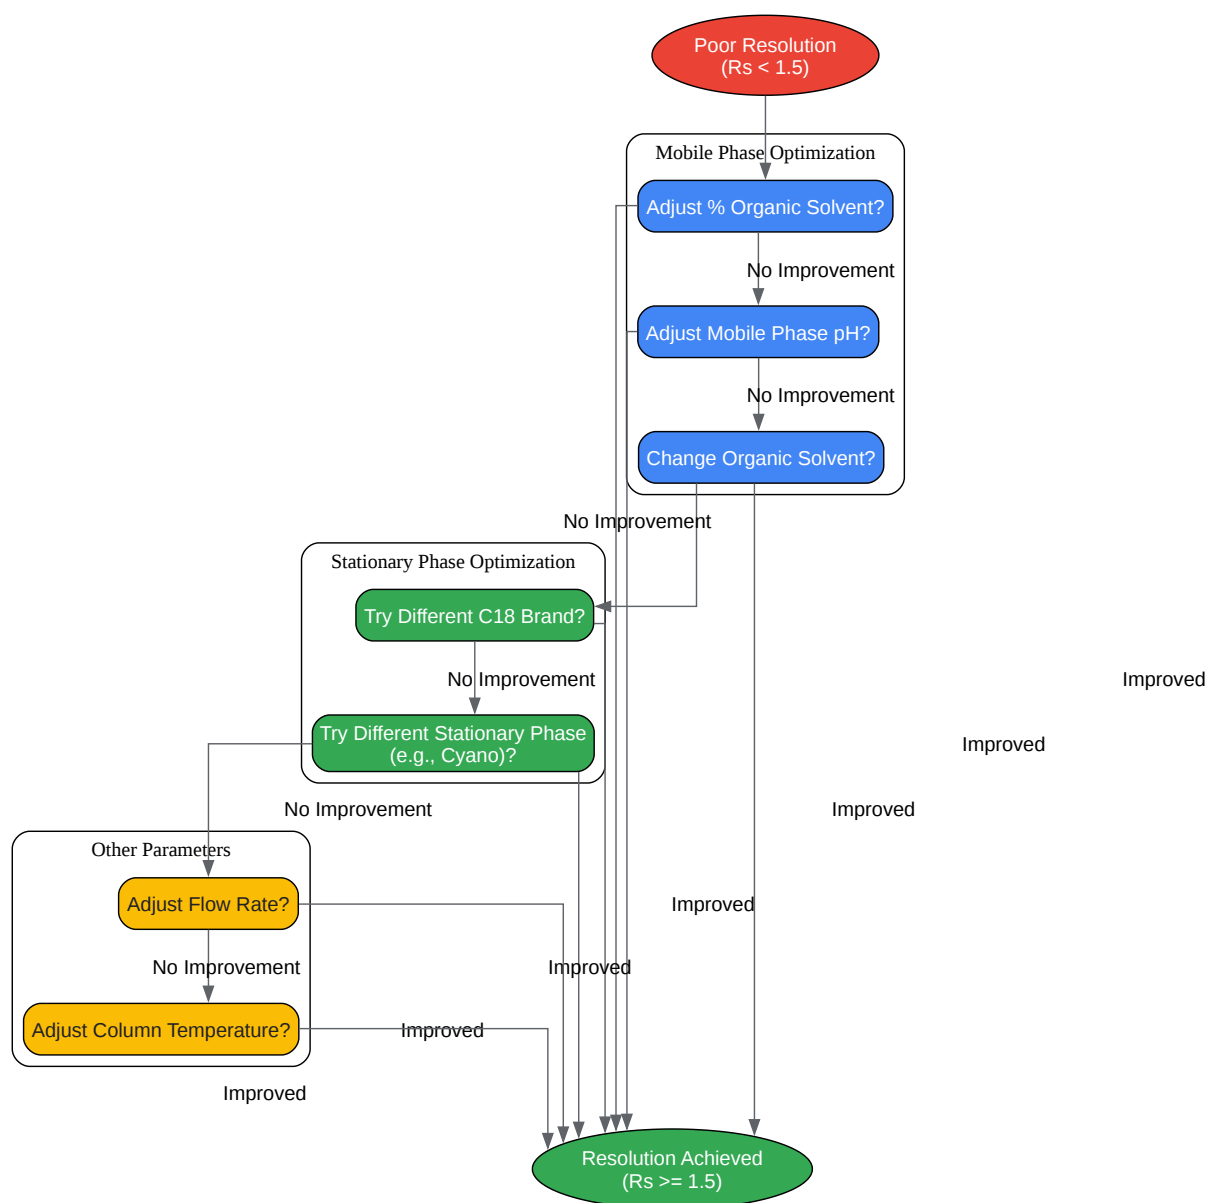 Poor Resolution
(Rs < 1.5)
Mobile Phase Optimization
Adjust % Organic Solvent?
No Improvement
Adjust Mobile Phase pH?
No Improvement
Change Organic Solvent?
No Improvement
Stationary Phase Optimization
Try Different C18 Brand?
No Improvement
Improved
Try Different Stationary Phase
(e.g., Cyano)?
Improved
No Improvement
Improved
Other Parameters
Adjust Flow Rate?
Improved
No Improvement
Improved
Adjust Column Temperature?
Improved
Improved
Resolution Achieved
(Rs >= 1.5)